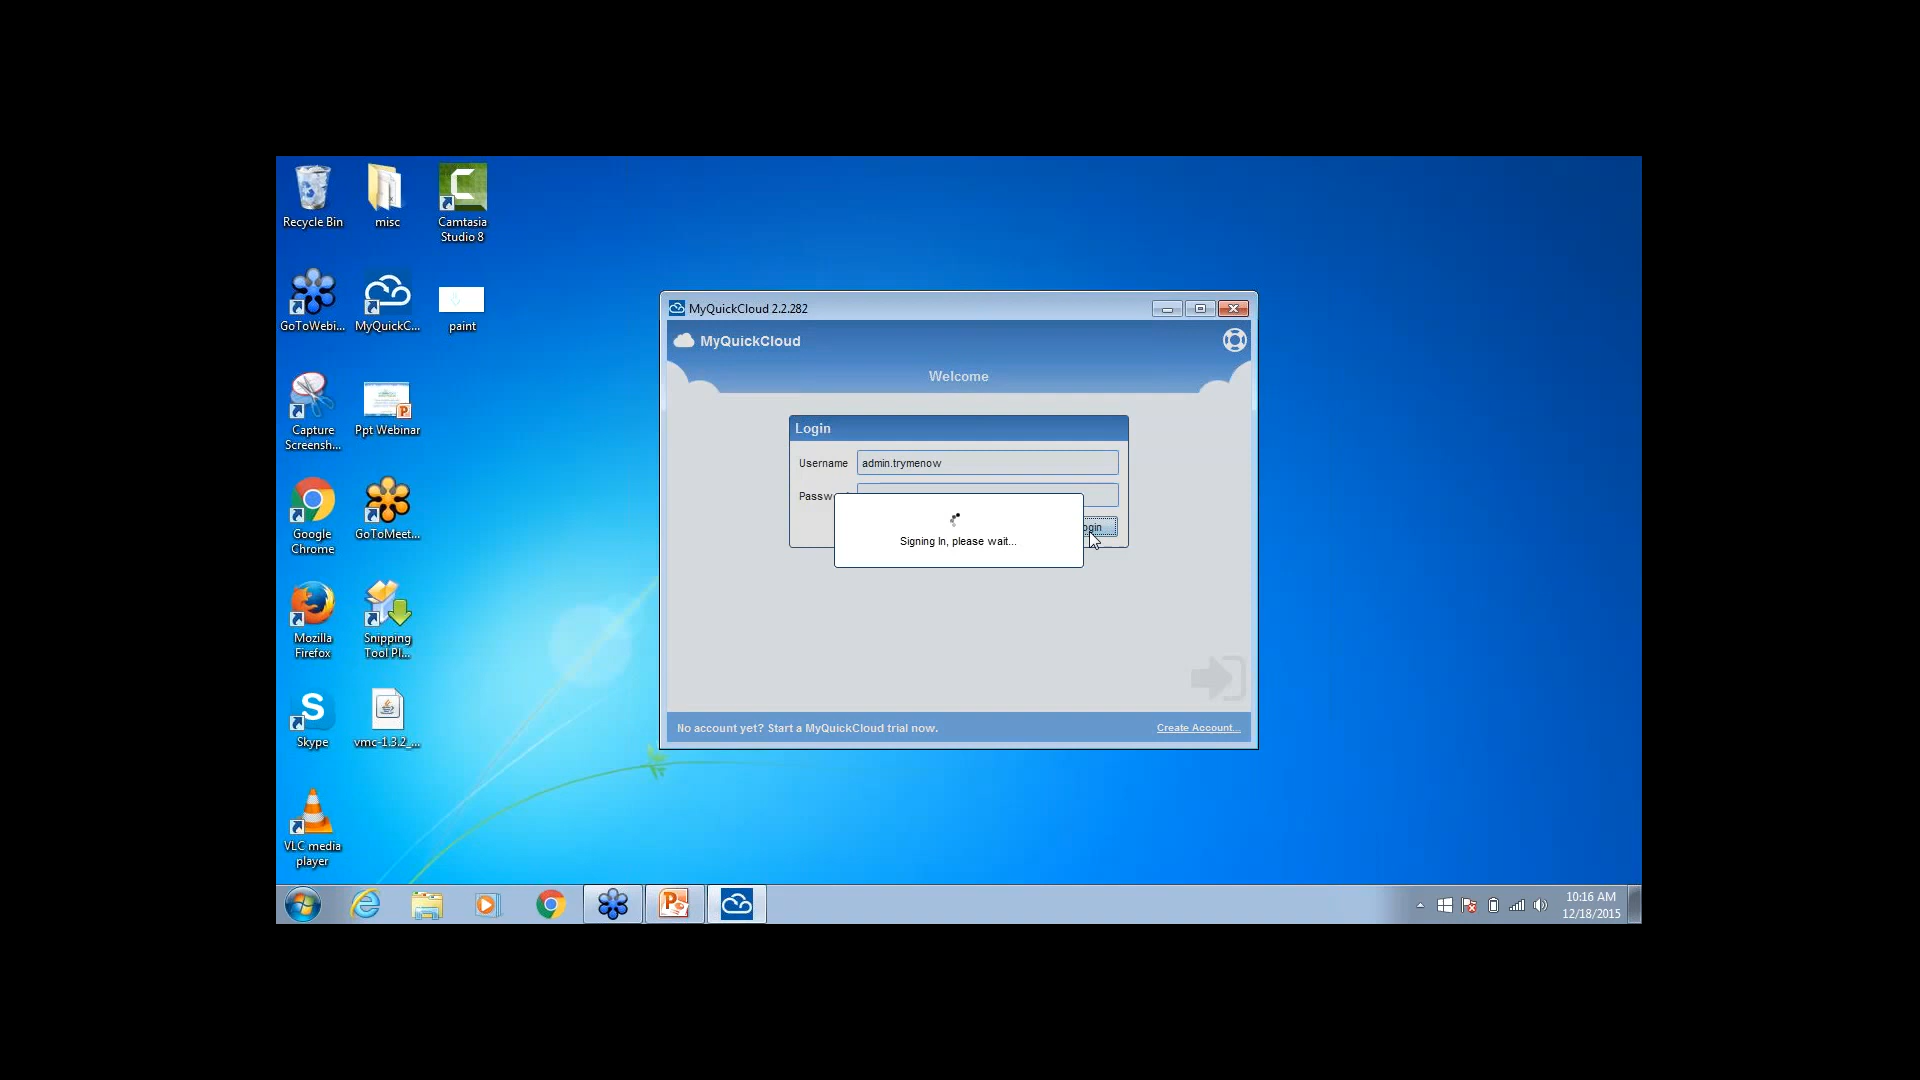 Recycle Bin
misc
Camtasia
Studio 8
GoToWebi...
MyQuickC...
paint
Capture
Screensh...
Ppt Webinar
Google
Chrome
GoToMeet...
Mozilla
Firefox
Snipping
Tool Pl...
Skype
vmc-1.3.2_...
VLC media
player
MyQuickCloud 2.2.282
MyQuickCloud
Welcome
Login
Username
admin.trymenow
Passw
ogin
Signing In, please wait...
No account yet? Start a MyQuickCloud trial now.
Create Account...
10:16 AM
12/18/2015